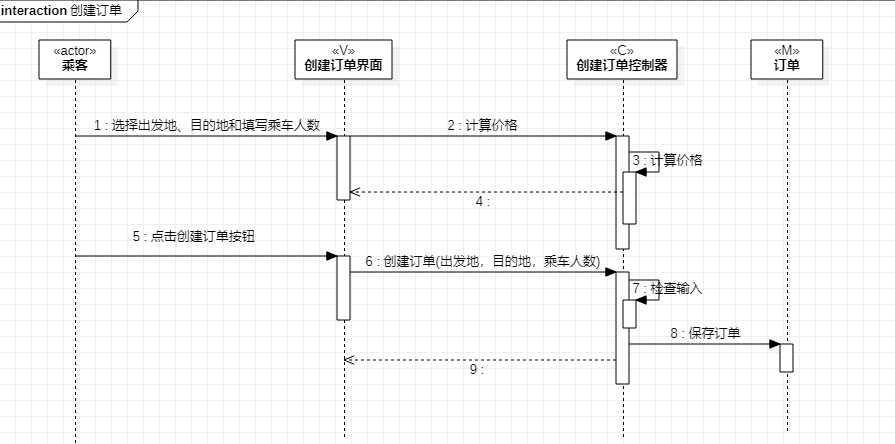 interaction 创建订单
«actor»
乘客
«V»
创建订单界面
«C»
创建订单控制器
«M»
订单
1 : 选择出发地、目的地和填写乘车人数
2 : 计算价格
3 : 计算价格
4 :
5 : 点击创建订单按钮
6 : 创建订单(出发地，目的地，乘车人数)
7 : 检查输入
8 : 保存订单
9 :